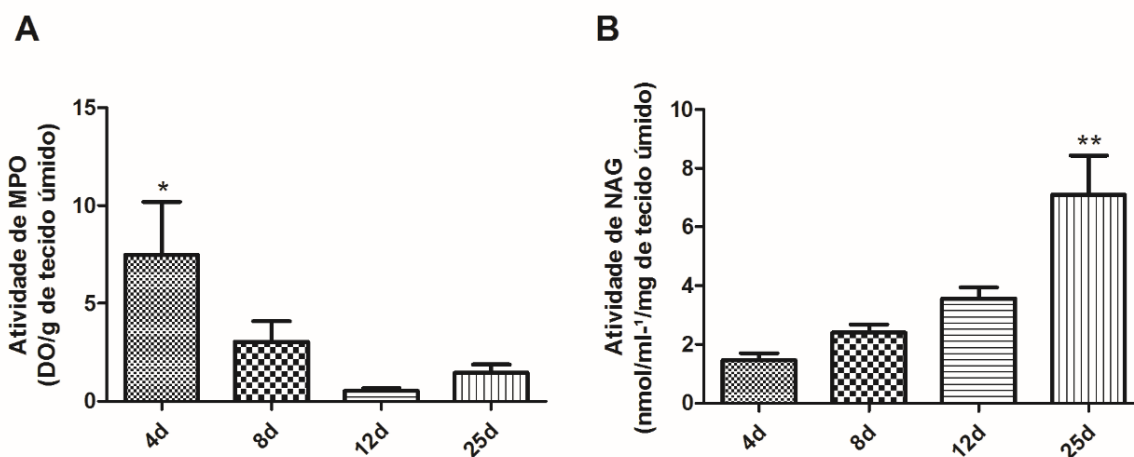 A
Atividade de MPO
(DO/g de tecido úmido)
15
10
5
0
*
4d
8d
12d
25d
B
Atividade de NAG
(nmol/ml-¹/mg de tecido úmido)
10
8
6
4
2
0
**
4d
8d
12d
25d